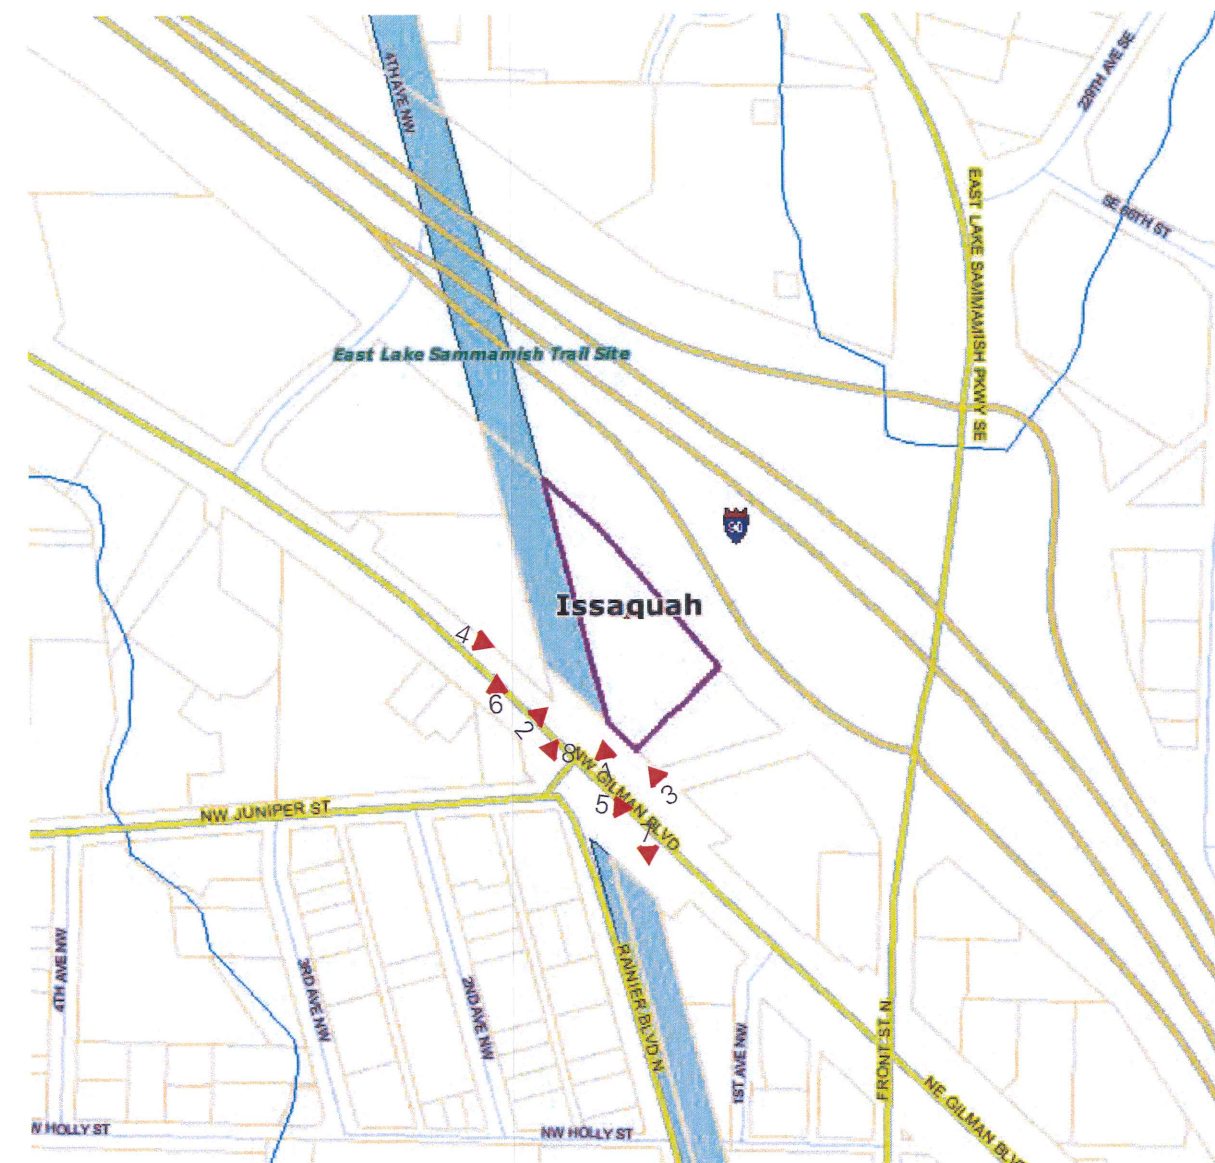 4TH AVE NW
229TH AVE SE
EAST LAKE SAMMAMISH PKWY SE
SE 66TH ST
East Lake Sammamish Trail Site
90
Issaquah
4
6
2
8
7
NW GILMAN BLVD
3
5
1
NW JUNIPER ST
4TH AVE NW
3RD AVE NW
2ND AVE NW
RAINIER BLVD N
1ST AVE NW
FRONT ST N
NE GILMAN BLVD
W HOLLY ST
NW HOLLY ST